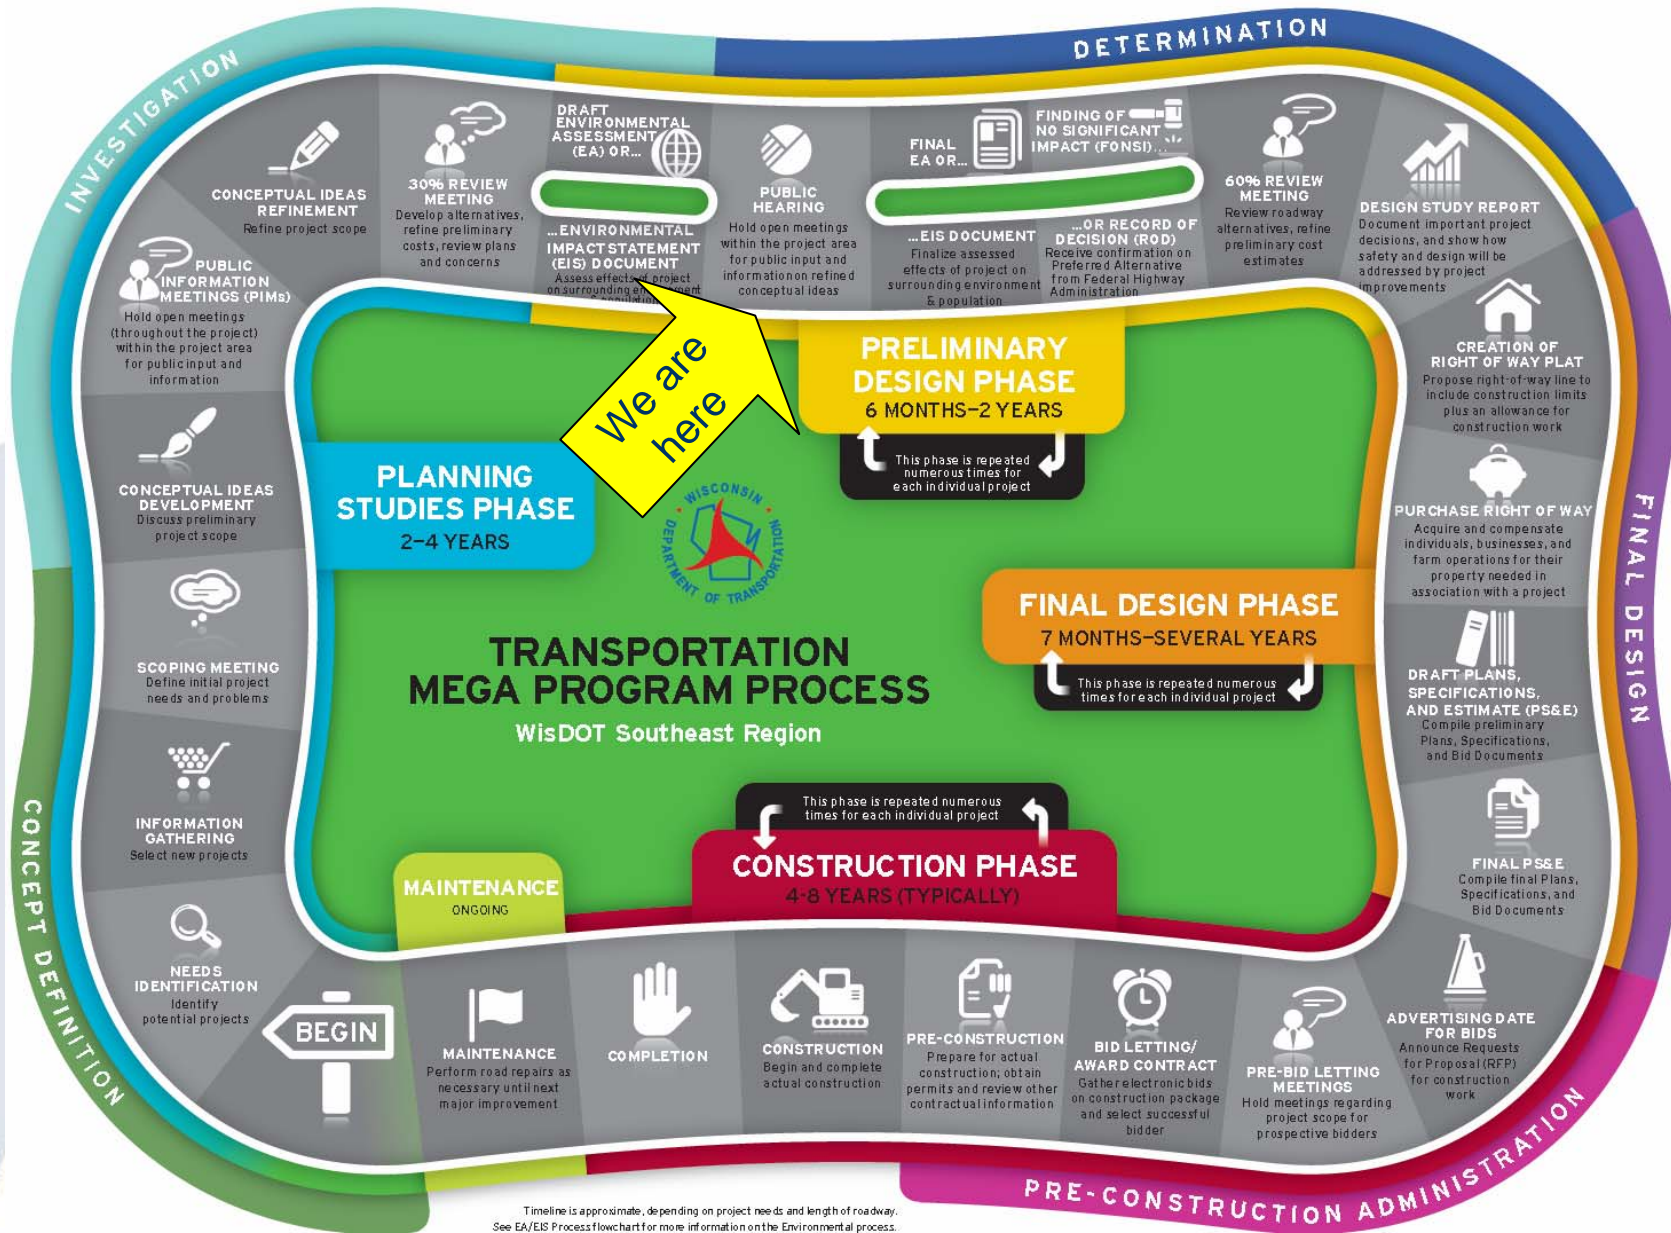 INVESTIGATION
DETERMINATION
FINAL DESIGN
PRE-CONSTRUCTION ADMINISTRATION
CONCEPT DEFINITION
BEGIN
NEEDS
IDENTIFICATION
Identify
potential projects
INFORMATION
GATHERING
Select new projects
SCOPING MEETING
Define initial project
needs and problems
CONCEPTUAL IDEAS
DEVELOPMENT
Discuss preliminary
project scope
PUBLIC
INFORMATION
MEETINGS (PIMs)
Hold open meetings
(throughout the project)
within the project area
for public input and
information
CONCEPTUAL IDEAS
REFINEMENT
Refine project scope
30% REVIEW
MEETING
Develop alternatives,
refine preliminary
costs, review plans
and concerns
DRAFT
ENVIRONMENTAL
ASSESSMENT
(EA) OR...
...ENVIRONMENTAL
IMPACT STATEMENT
(EIS) DOCUMENT
Assess effects of project
on surrounding environment
& population
PUBLIC
HEARING
Hold open meetings
within the project area
for public input and
information on refined
conceptual ideas
FINAL
EA OR...
...EIS DOCUMENT
Finalize assessed
effects of project on
surrounding environment
& population
FINDING OF
NO SIGNIFICANT
IMPACT (FONSI)...
...OR RECORD OF
DECISION (ROD)
Receive confirmation on
Preferred Alternative
from Federal Highway
Administration
60% REVIEW
MEETING
Review roadway
alternatives, refine
preliminary cost
estimates
DESIGN STUDY REPORT
Document important project
decisions, and show how
safety and design will be
addressed by project
improvements
CREATION OF
RIGHT OF WAY PLAT
Propose right-of-way line to
include construction limits
plus an allowance for
construction work
PURCHASE RIGHT OF WAY
Acquire and compensate
individuals, businesses, and
farm operations for their
property needed in
association with a project
DRAFT PLANS,
SPECIFICATIONS,
AND ESTIMATE (PS&E)
Compile preliminary
Plans, Specifications,
and Bid Documents
FINAL PS&E
Compile final Plans,
Specifications, and
Bid Documents
ADVERTISING DATE
FOR BIDS
Announce Requests
for Proposal (RFP)
for construction
work
PRE-BID LETTING
MEETINGS
Hold meetings regarding
project scope for
prospective bidders
BID LETTING/
AWARD CONTRACT
Gather electronic bids
on construction package
and select successful
bidder
PRE-CONSTRUCTION
Prepare for actual
construction; obtain
permits and review other
contractual information
CONSTRUCTION
Begin and complete
actual construction
COMPLETION
MAINTENANCE
Perform road repairs as
necessary until next
major improvement
We are
here
PLANNING
STUDIES PHASE
2–4 YEARS
PRELIMINARY
DESIGN PHASE
6 MONTHS–2 YEARS
This phase is repeated
numerous times for
each individual project
WISCONSIN
DEPARTMENT OF TRANSPORTATION
FINAL DESIGN PHASE
7 MONTHS–SEVERAL YEARS
This phase is repeated numerous
times for each individual project
TRANSPORTATION
MEGA PROGRAM PROCESS
WisDOT Southeast Region
This phase is repeated numerous
times for each individual project
CONSTRUCTION PHASE
4-8 YEARS (TYPICALLY)
MAINTENANCE
ONGOING
Timeline is approximate, depending on project needs and length of roadway.
See EA/EIS Process flowchart for more information on the Environmental process.